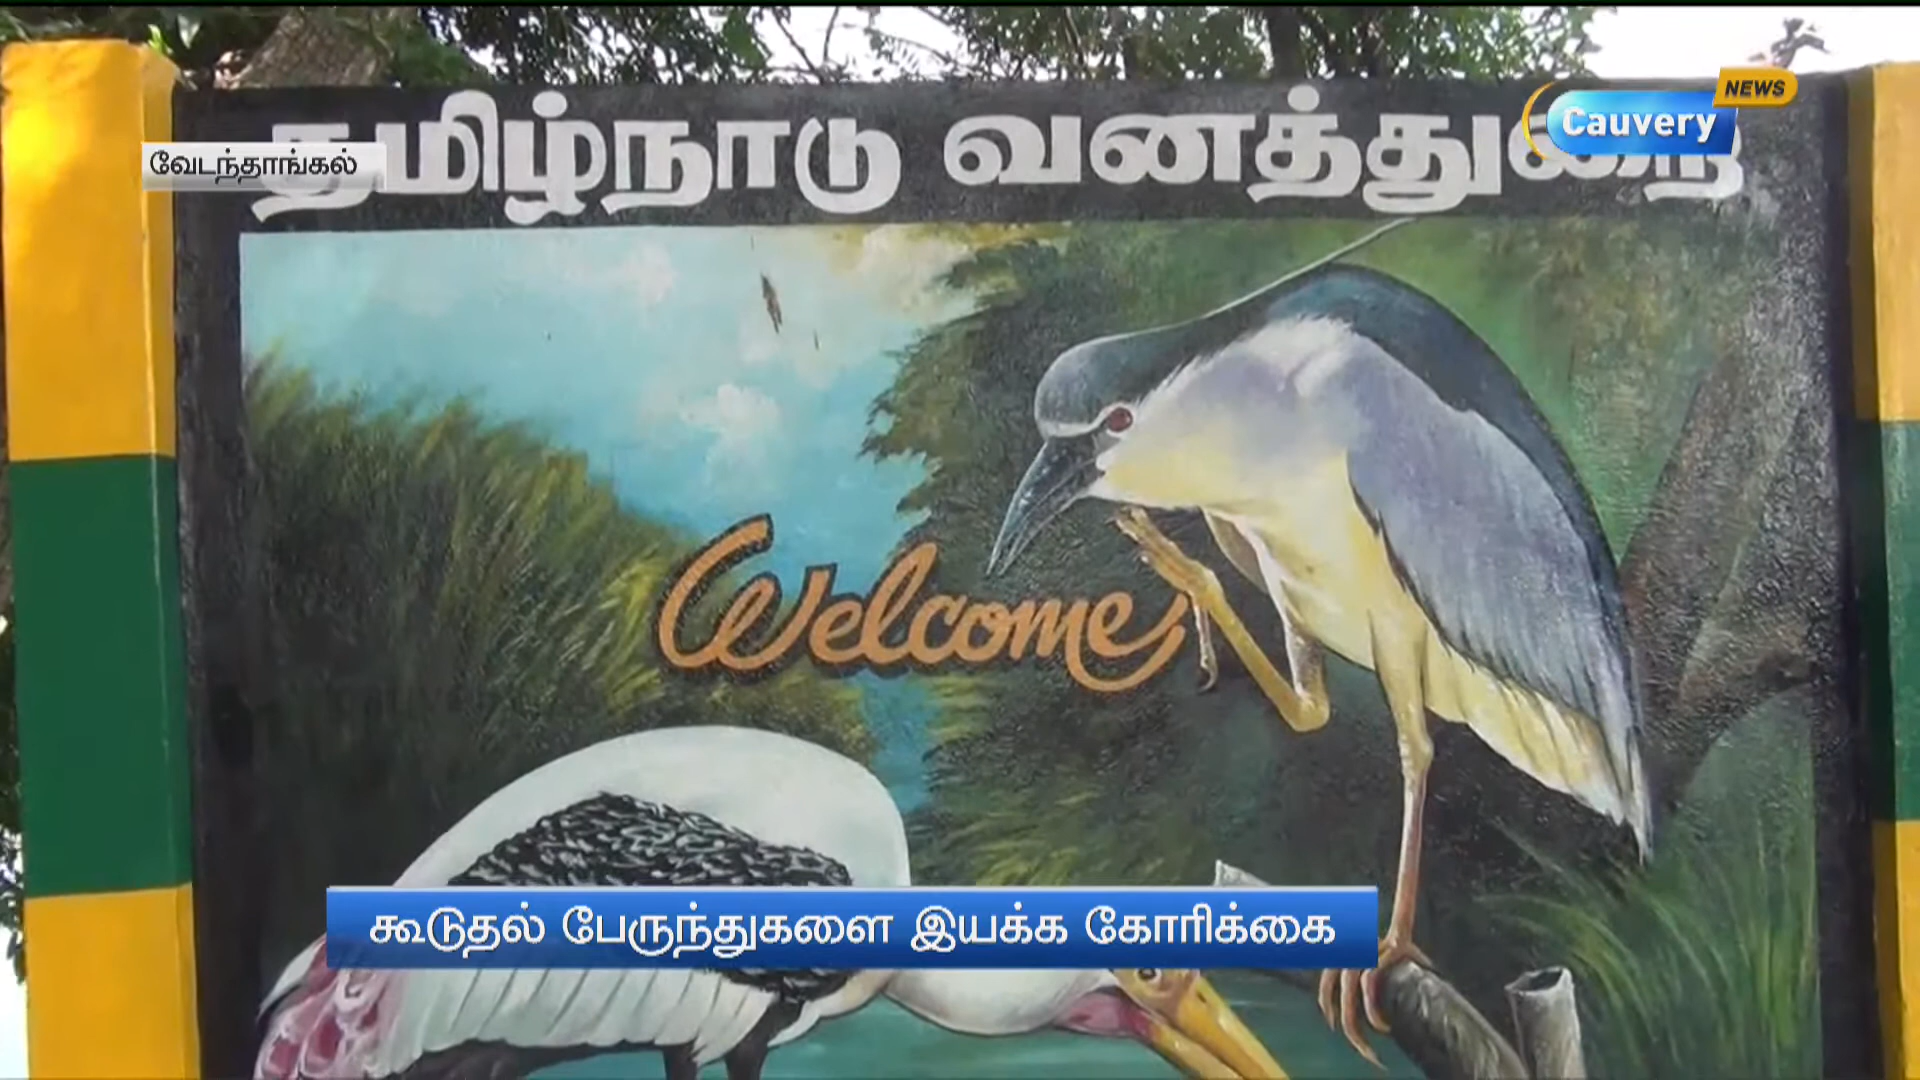 தமிழ்நாடு வனத்துறை
NEWS
Cauvery
வேடந்தாங்கல்
Welcome
கூடுதல் பேருந்துகளை இயக்க கோரிக்கை